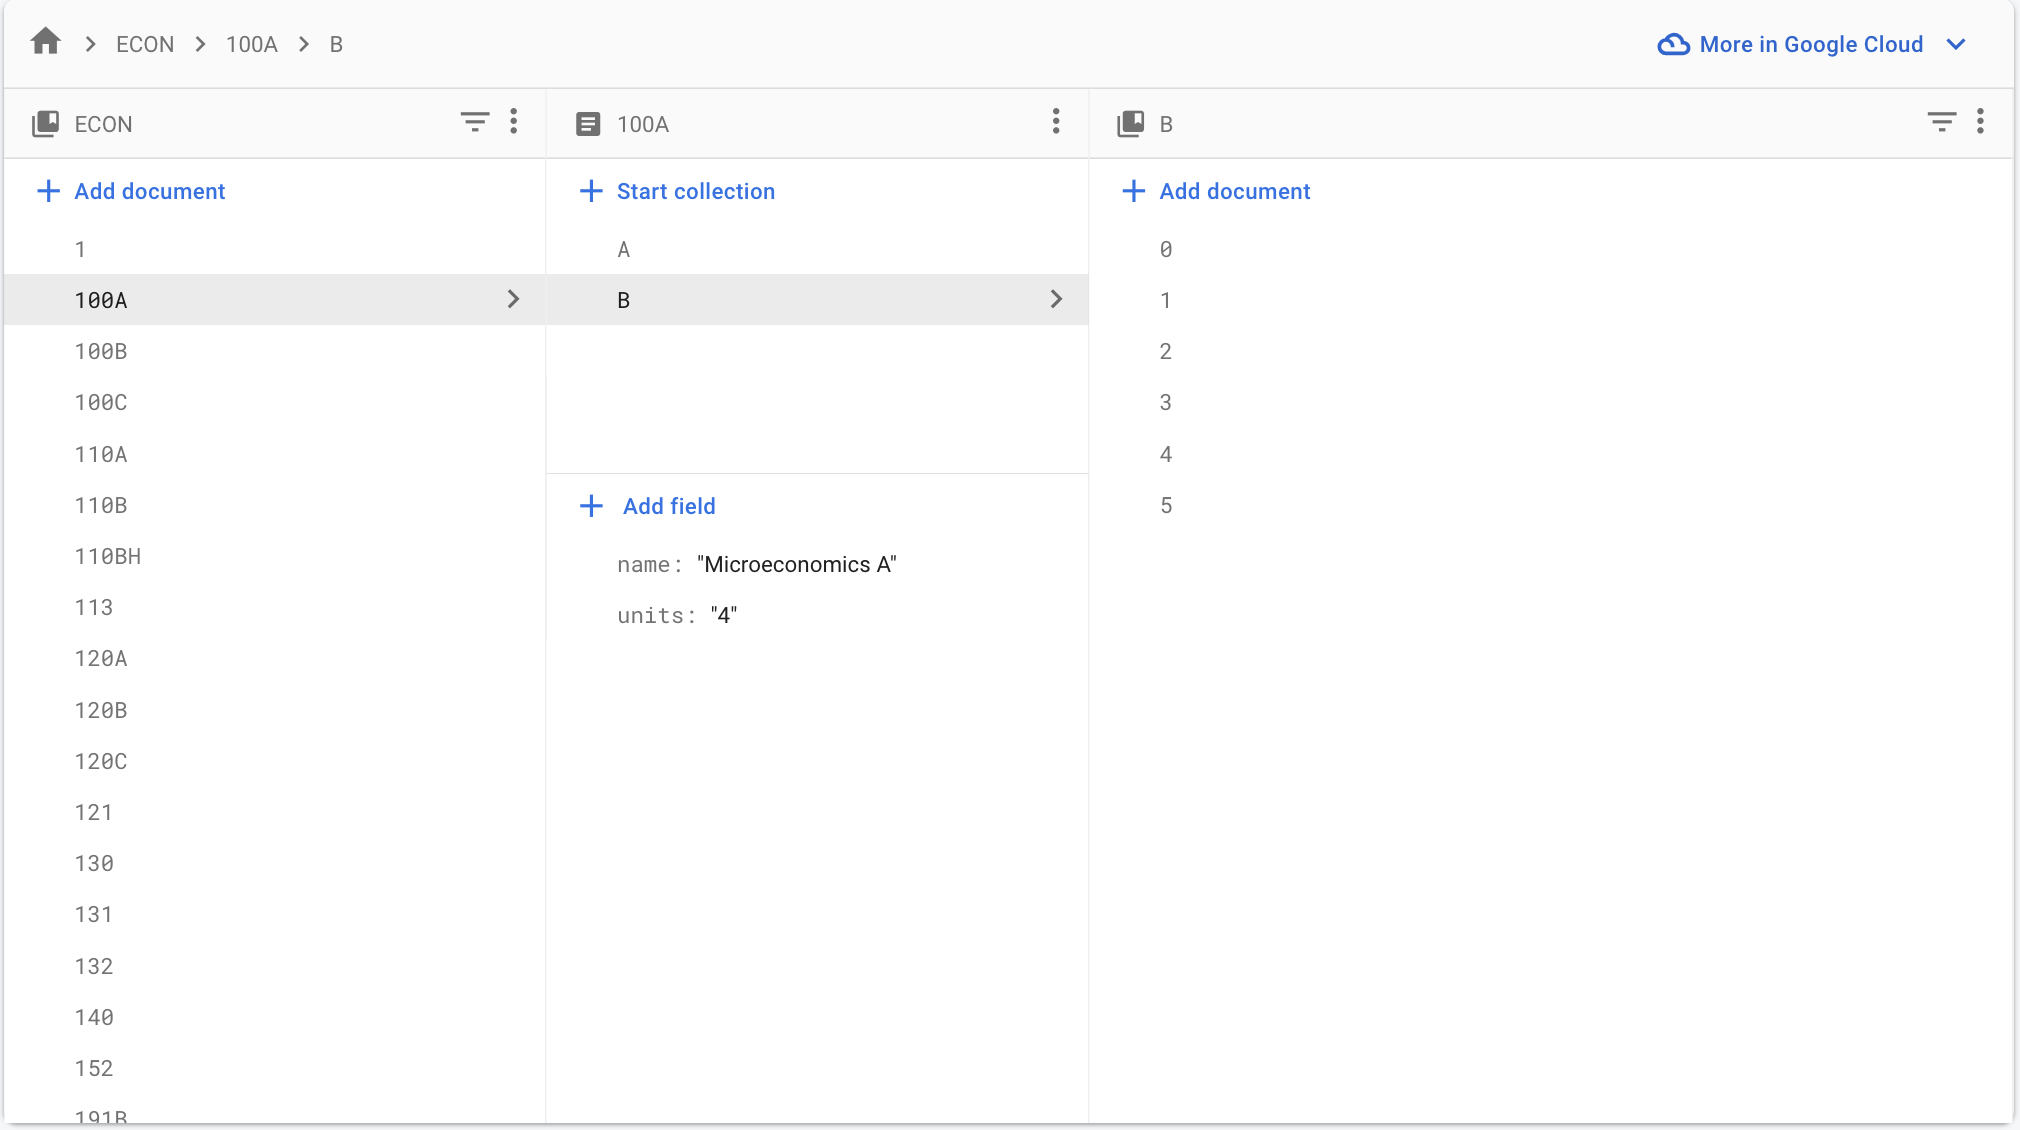 ECON
100A
B
More in Google Cloud
ECON
Add document
1
100A
100B
100C
110A
110B
110BH
113
120A
120B
120C
121
130
131
132
140
152
191B
100A
Start collection
A
B
Add field
name: "Microeconomics A"
units: "4"
B
Add document
0
1
2
3
4
5